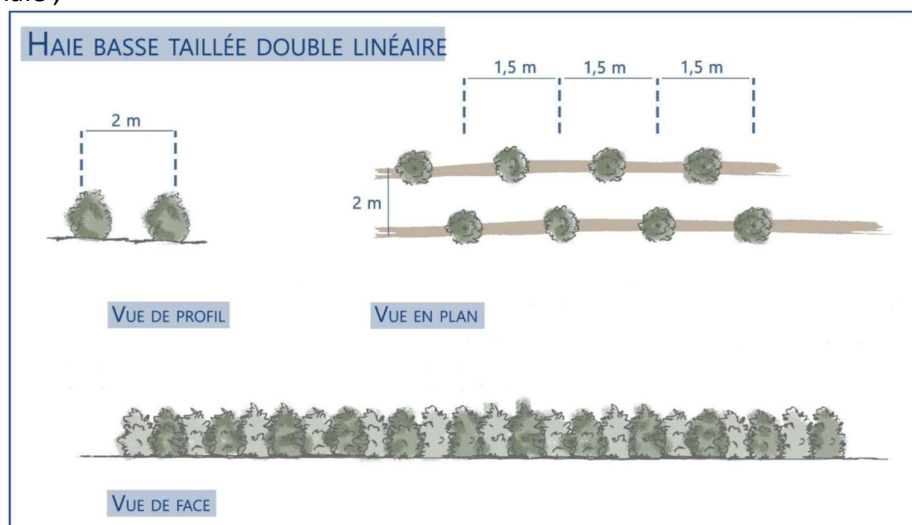 HAIE BASSE TAILLÉE DOUBLE LINÉAIRE
1,5 m 1,5 m 1,5 m
2 m
2 m
VUE DE PROFIL
VUE EN PLAN
VUE DE FACE